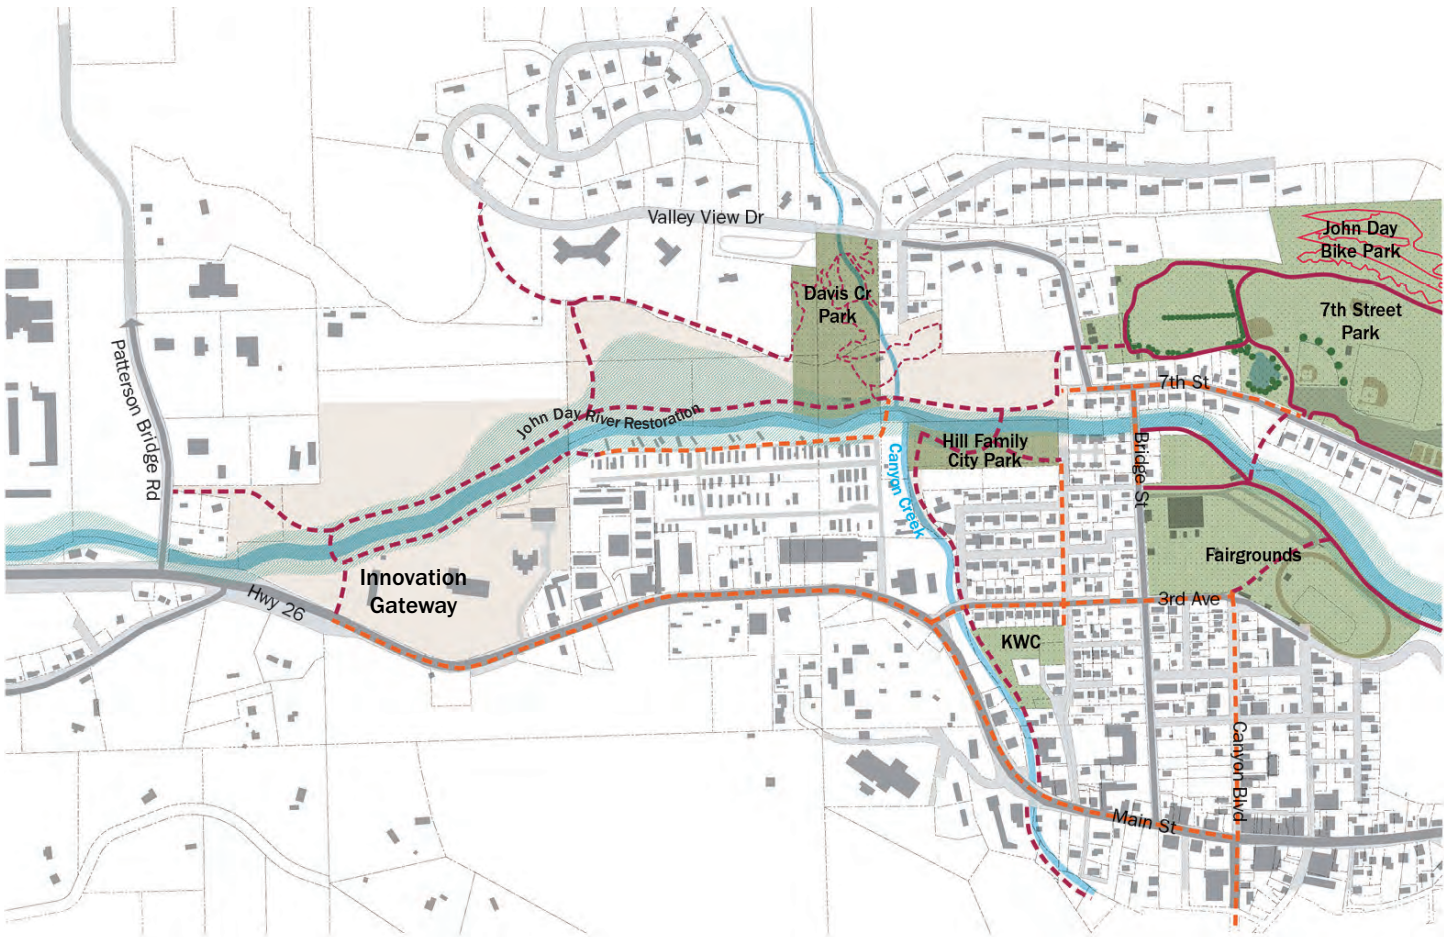 Valley View Dr
John Day
Bike Park
Davis Cr
Park
7th Street
Park
Patterson Bridge Rd
7th St
John Day River Restoration
Hill Family
City Park
Bridge St
Canyon Creek
Fairgrounds
Innovation
Gateway
Hwy 26
3rd Ave
KWC
Canyon Blvd
Main St